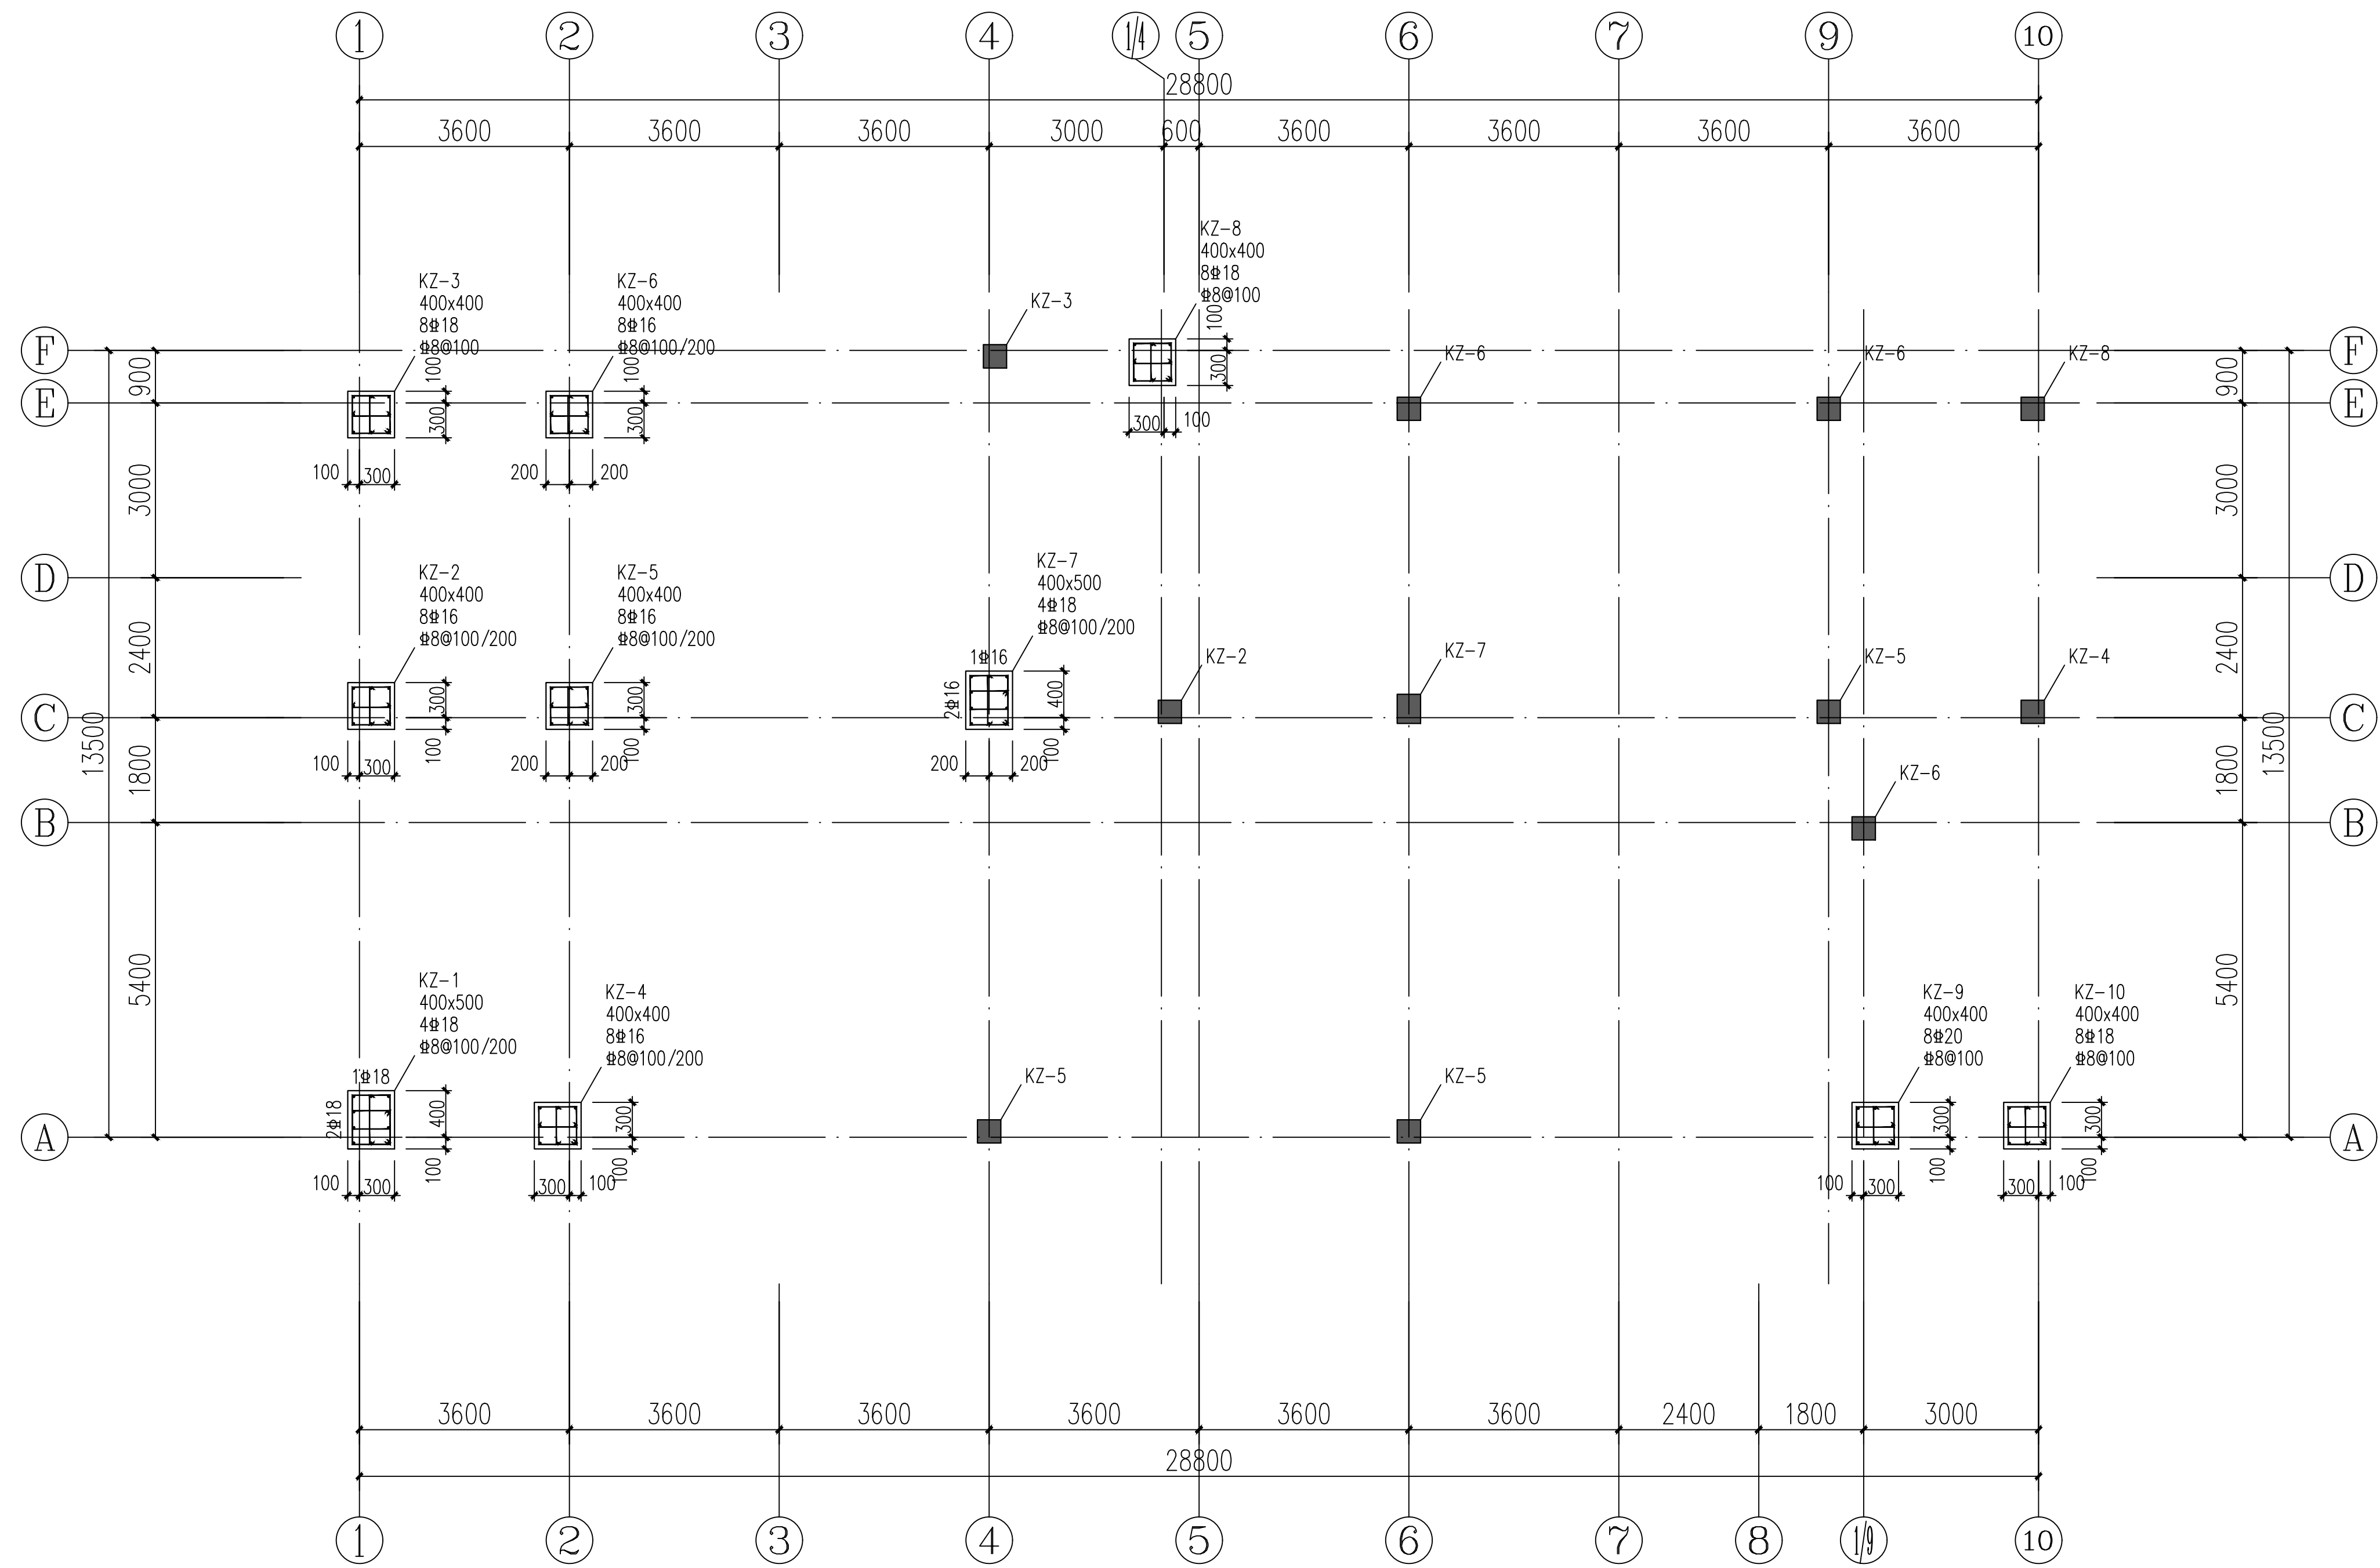 1 2 3 4 1/4 5 6 7 9 10
28800
3600 3600 3600 3000 600 3600 3600 3600 3600
KZ-8
400x400
8⌀18
⌀8@100
100
300
300 100
KZ-3
400x400
8⌀18
⌀8@100
100
300
100 300
KZ-6
400x400
8⌀16
⌀8@100/200
100
300
200 200
KZ-3
KZ-6
KZ-6
KZ-8
F F
E E
D D
C C
B B
A A
900
3000
2400
1800
5400
13500
900
3000
2400
1800
5400
13500
KZ-2
400x400
8⌀16
⌀8@100/200
300
100
100 300
KZ-5
400x400
8⌀16
⌀8@100/200
300
100
200 200
KZ-7
400x500
4⌀18
⌀8@100/200
1⌀16
2⌀16
400
100
200 200
KZ-2
KZ-7
KZ-5
KZ-4
KZ-6
KZ-1
400x500
4⌀18
⌀8@100/200
1⌀18
2⌀18
400
100
100 300
KZ-4
400x400
8⌀16
⌀8@100/200
300
100
300 100
KZ-5
KZ-5
KZ-9
400x400
8⌀20
⌀8@100
300
100
100 300
KZ-10
400x400
8⌀18
⌀8@100
300
100
300 100
3600 3600 3600 3600 3600 3600 2400 1800 3000
28800
1 2 3 4 5 6 7 8 1/9 10